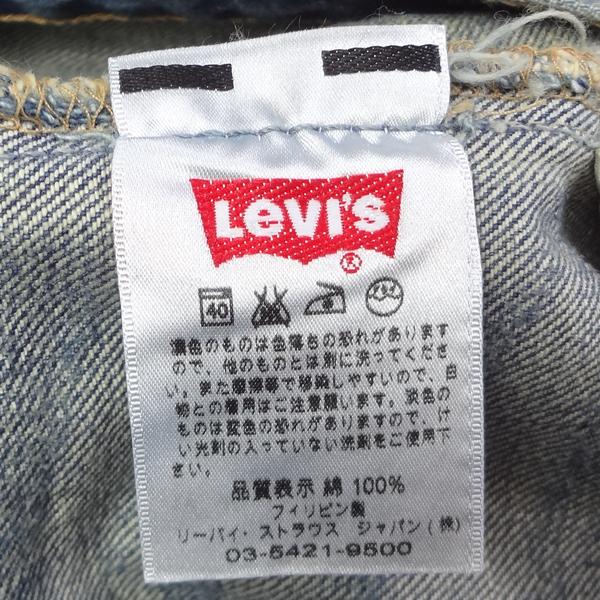 Levi's
®
40
濃色のものは色落ちの恐れがあります
ので、他のものとは別に洗ってくださ
い。また摩擦等で移染しやすいので、白
物との着用はご注意願います。淡色の
ものは変色の恐れがありますので、け
い光剤の入っていない洗剤をご使用下
さい。
品質表示 綿 100%
フィリピン製
リーバイ・ストラウス ジャパン(株)
03-5421-9500